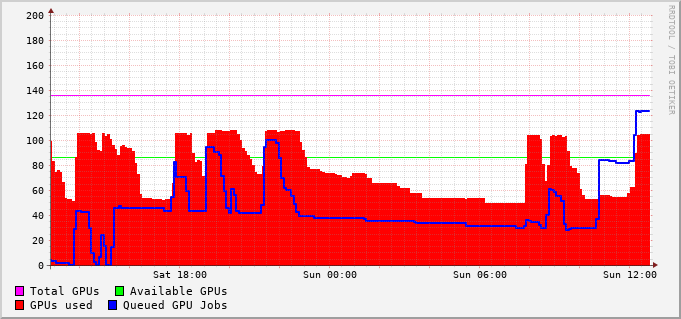 200
180
160
140
120
100
80
60
40
20
0
Sat 18:00 Sun 00:00 Sun 06:00 Sun 12:00
Total GPUs Available GPUs
GPUs used Queued GPU Jobs
RRDTOOL / TOBI OETIKER